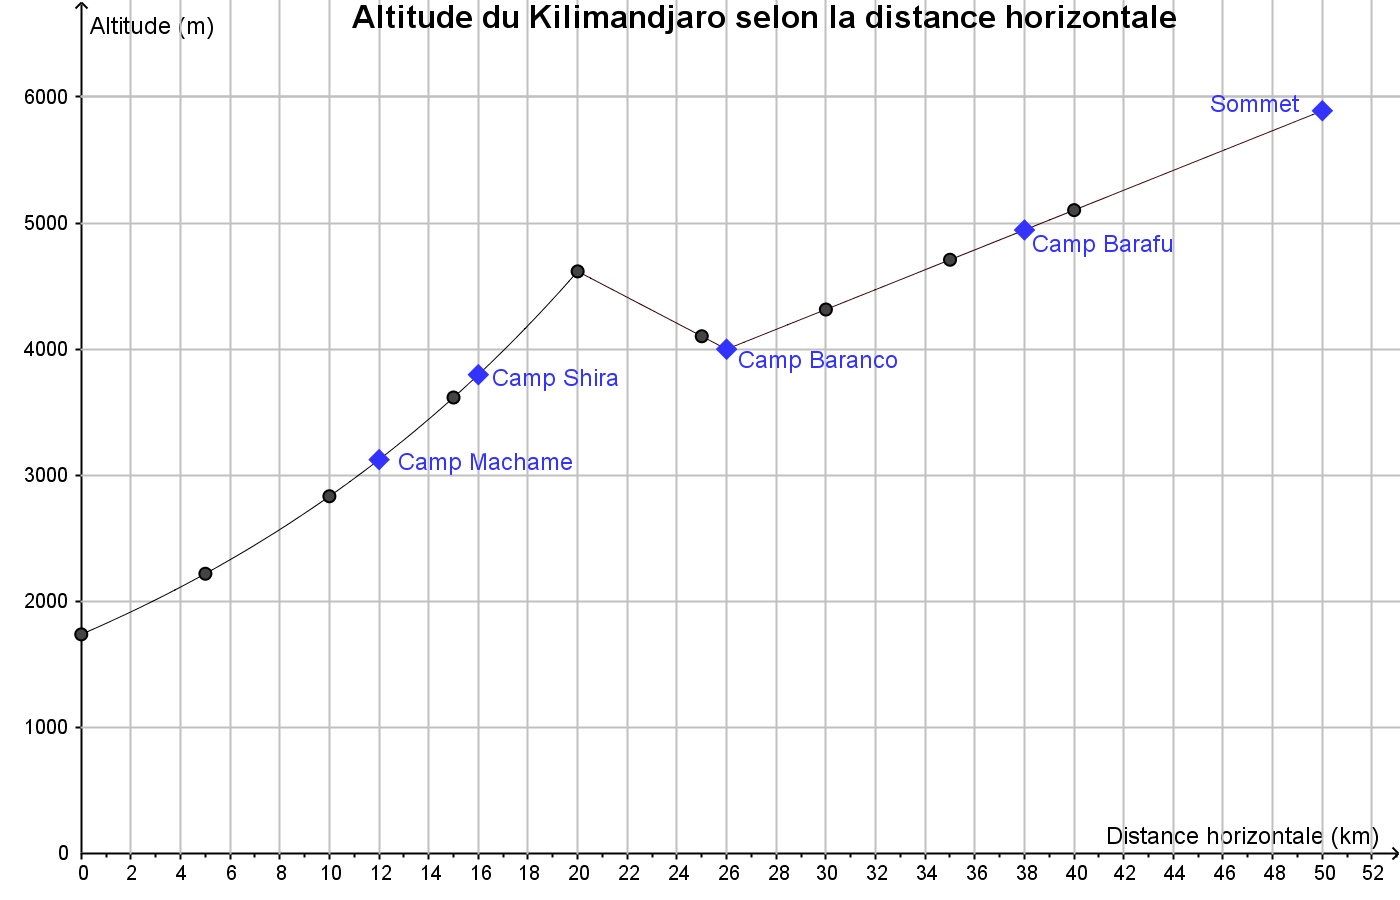 Altitude du Kilimandjaro selon la distance horizontale
Altitude (m)
6000
Sommet
5000
Camp Barafu
4000
Camp Baranco
Camp Shira
Camp Machame
3000
2000
1000
Distance horizontale (km)
0
0 2 4 6 8 10 12 14 16 18 20 22 24 26 28 30 32 34 36 38 40 42 44 46 48 50 52